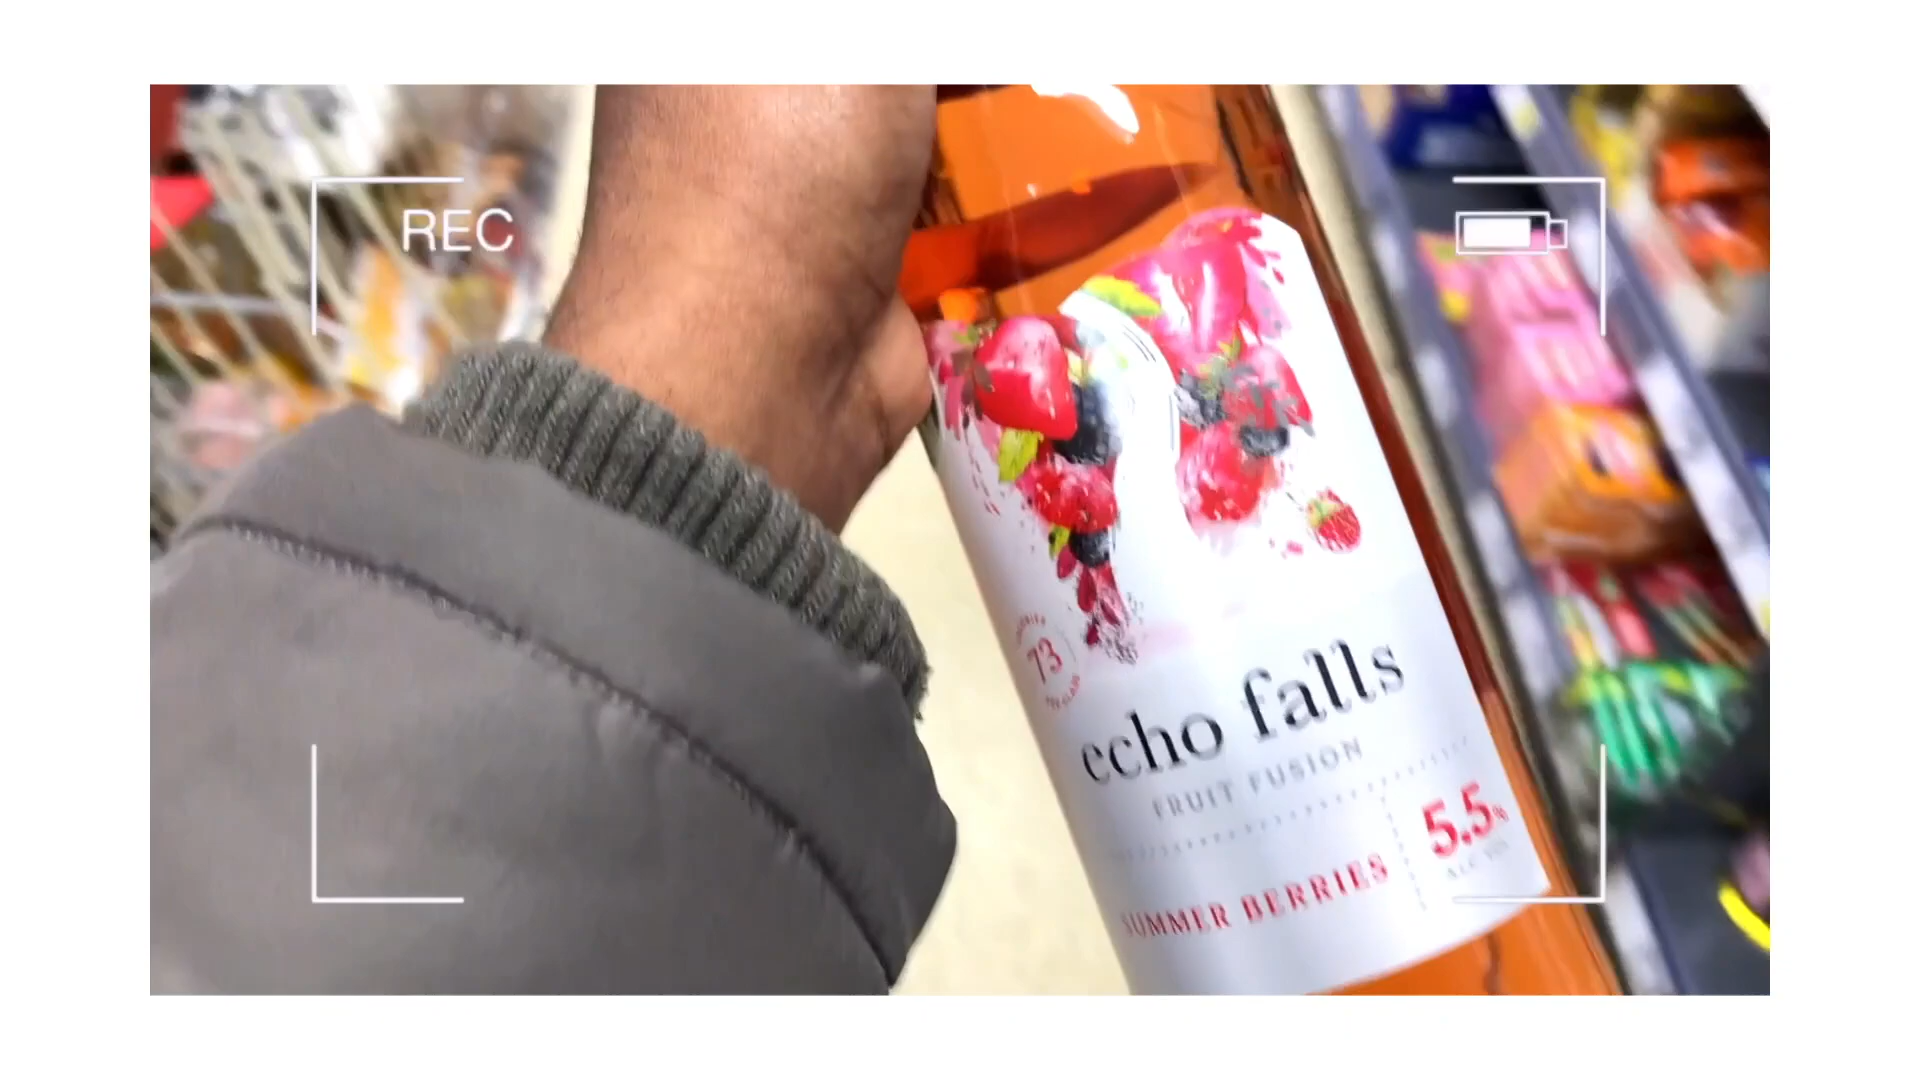 REC
73
echo falls
FRUIT FUSION
5.5%
SUMMER BERRIES